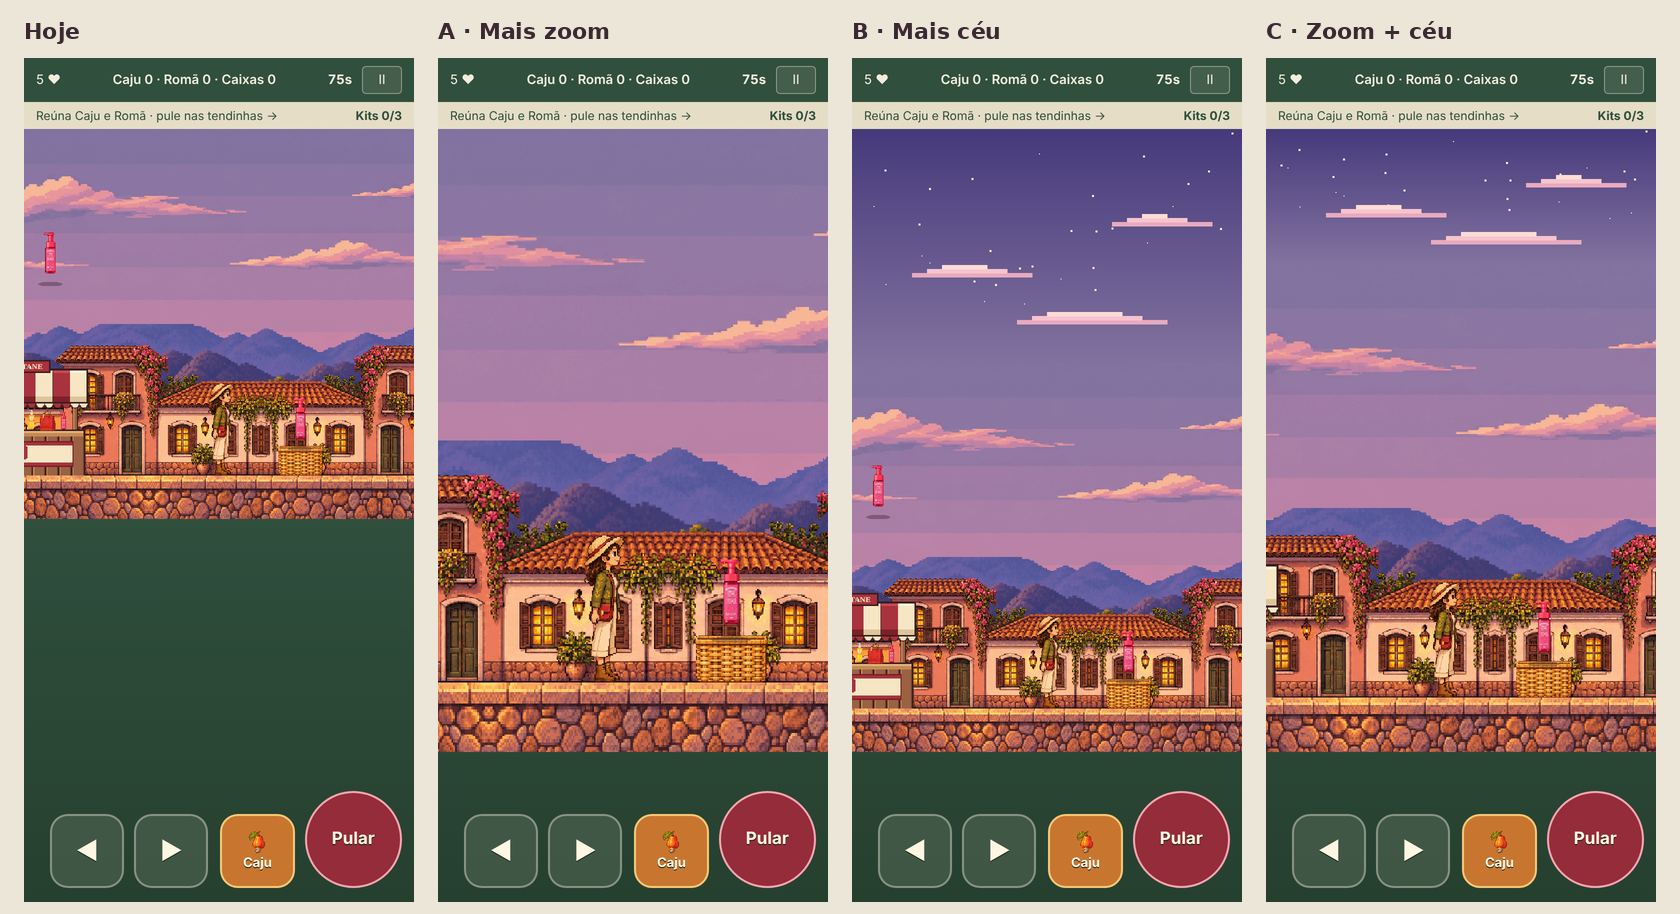 Hoje
5 ♥ Caju 0 · Romã 0 · Caixas 0 75s II
Reúna Caju e Romã · pule nas tendinhas → Kits 0/3
TANE
◀ ▶ Caju Pular
A · Mais zoom
5 ♥ Caju 0 · Romã 0 · Caixas 0 75s II
Reúna Caju e Romã · pule nas tendinhas → Kits 0/3
◀ ▶ Caju Pular
B · Mais céu
5 ♥ Caju 0 · Romã 0 · Caixas 0 75s II
Reúna Caju e Romã · pule nas tendinhas → Kits 0/3
TANE
◀ ▶ Caju Pular
C · Zoom + céu
5 ♥ Caju 0 · Romã 0 · Caixas 0 75s II
Reúna Caju e Romã · pule nas tendinhas → Kits 0/3
◀ ▶ Caju Pular